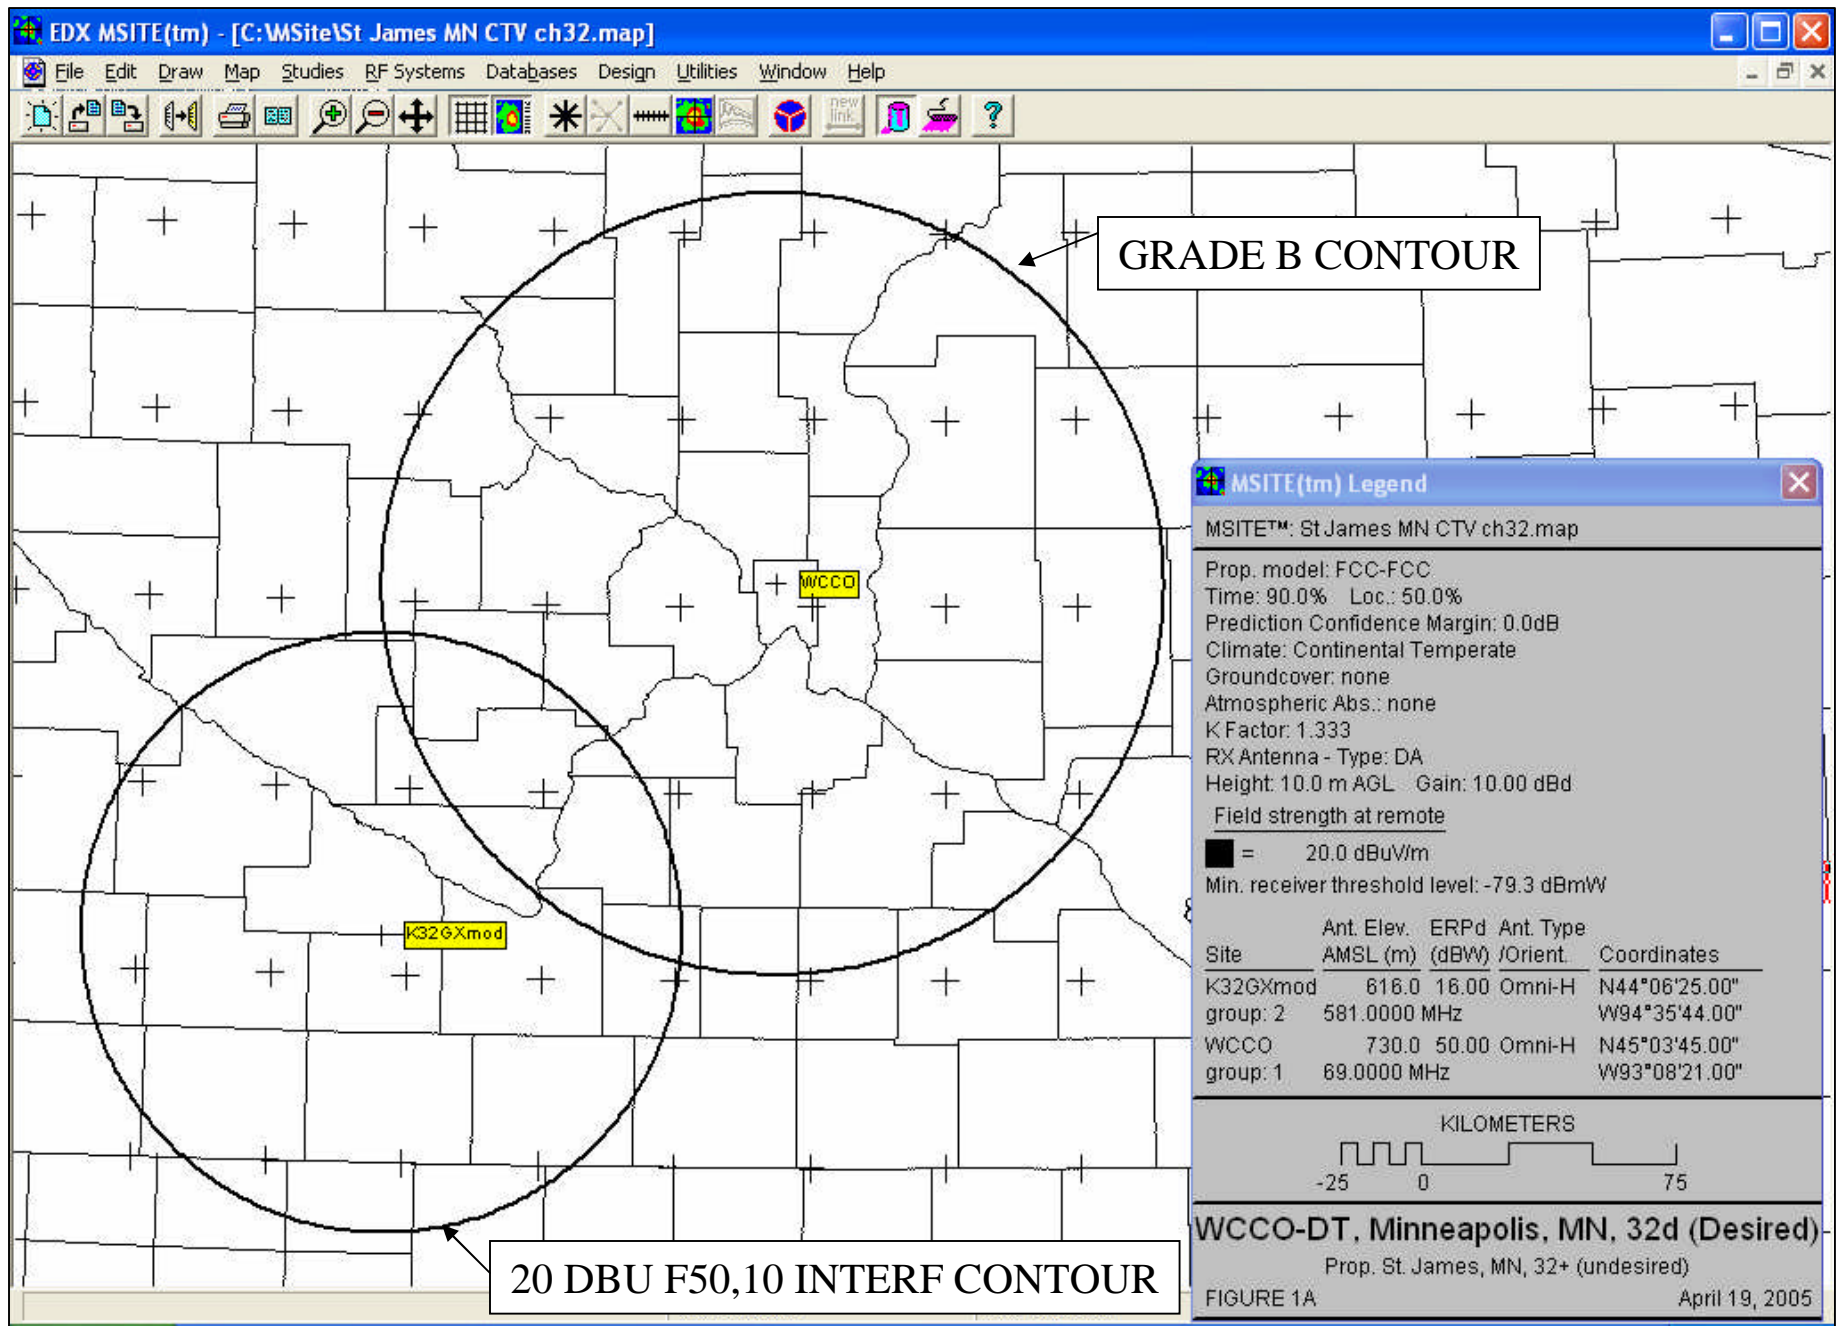 EDX MSITE(tm) - [C:\MSite\St James MN CTV ch32.map]
File Edit Draw Map Studies RF Systems Databases Design Utilities Window Help
new link
GRADE B CONTOUR
WCCO
K32GXmod
20 DBU F50,10 INTERF CONTOUR
MSITE(tm) Legend
MSITE™: St James MN CTV ch32.map
Prop. model: FCC-FCC
Time: 90.0% Loc.: 50.0%
Prediction Confidence Margin: 0.0dB
Climate: Continental Temperate
Groundcover: none
Atmospheric Abs.: none
K Factor: 1.333
RX Antenna - Type: DA
Height: 10.0 m AGL Gain: 10.00 dBd
Field strength at remote
= 20.0 dBuV/m
Min. receiver threshold level: -79.3 dBmW
Ant. Elev. ERPd Ant. Type
Site AMSL (m) (dBW) /Orient. Coordinates
K32GXmod 616.0 16.00 Omni-H N44°06'25.00"
group: 2 581.0000 MHz W94°35'44.00"
WCCO 730.0 50.00 Omni-H N45°03'45.00"
group: 1 69.0000 MHz W93°08'21.00"
KILOMETERS
-25 0 75
WCCO-DT, Minneapolis, MN, 32d (Desired)
Prop. St. James, MN, 32+ (undesired)
FIGURE 1A April 19, 2005